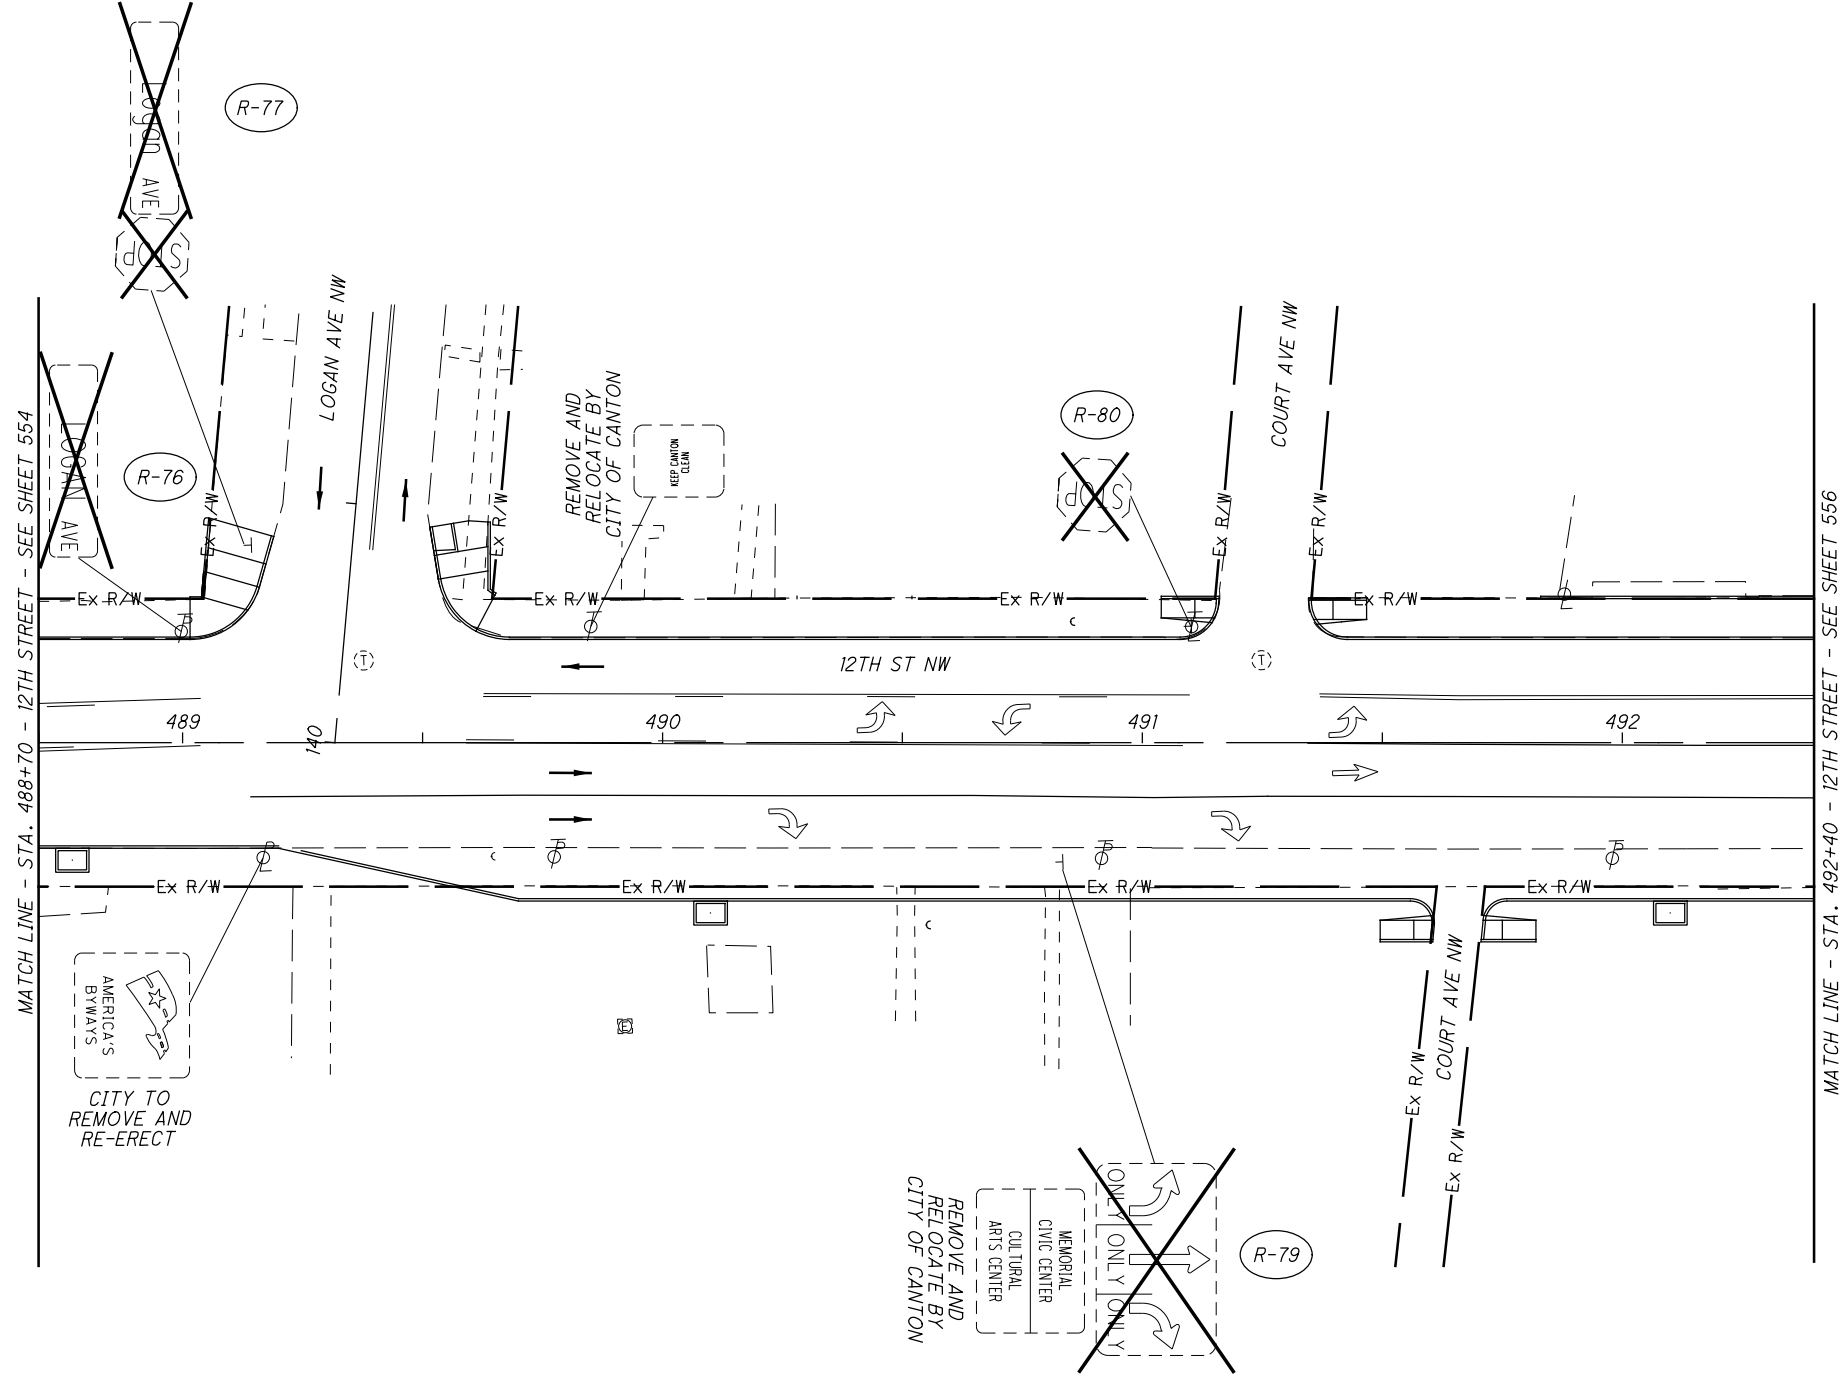 Logan AVE
R-77
STOP
LOGAN AVE NW
COURT AVE NW
LOGAN AVE
R-76
REMOVE AND
RELOCATE BY
CITY OF CANTON
KEEP CANTON
CLEAN
R-80
STOP
MATCH LINE - STA. 488+70 - 12TH STREET - SEE SHEET 554
MATCH LINE - STA. 492+40 - 12TH STREET - SEE SHEET 556
Ex R/W
Ex R/W
Ex R/W
Ex R/W
Ex R/W
Ex R/W
Ex R/W
Ex R/W
T
12TH ST NW
T
489
140
490
491
492
Ex R/W
Ex R/W
Ex R/W
Ex R/W
AMERICA'S
BYWAYS
CITY TO
REMOVE AND
RE-ERECT
E
COURT AVE NW
Ex R/W
Ex R/W
REMOVE AND
RELOCATE BY
CITY OF CANTON
MEMORIAL
CIVIC CENTER
CULTURAL
ARTS CENTER
ONLY
ONLY
ONLY
R-79